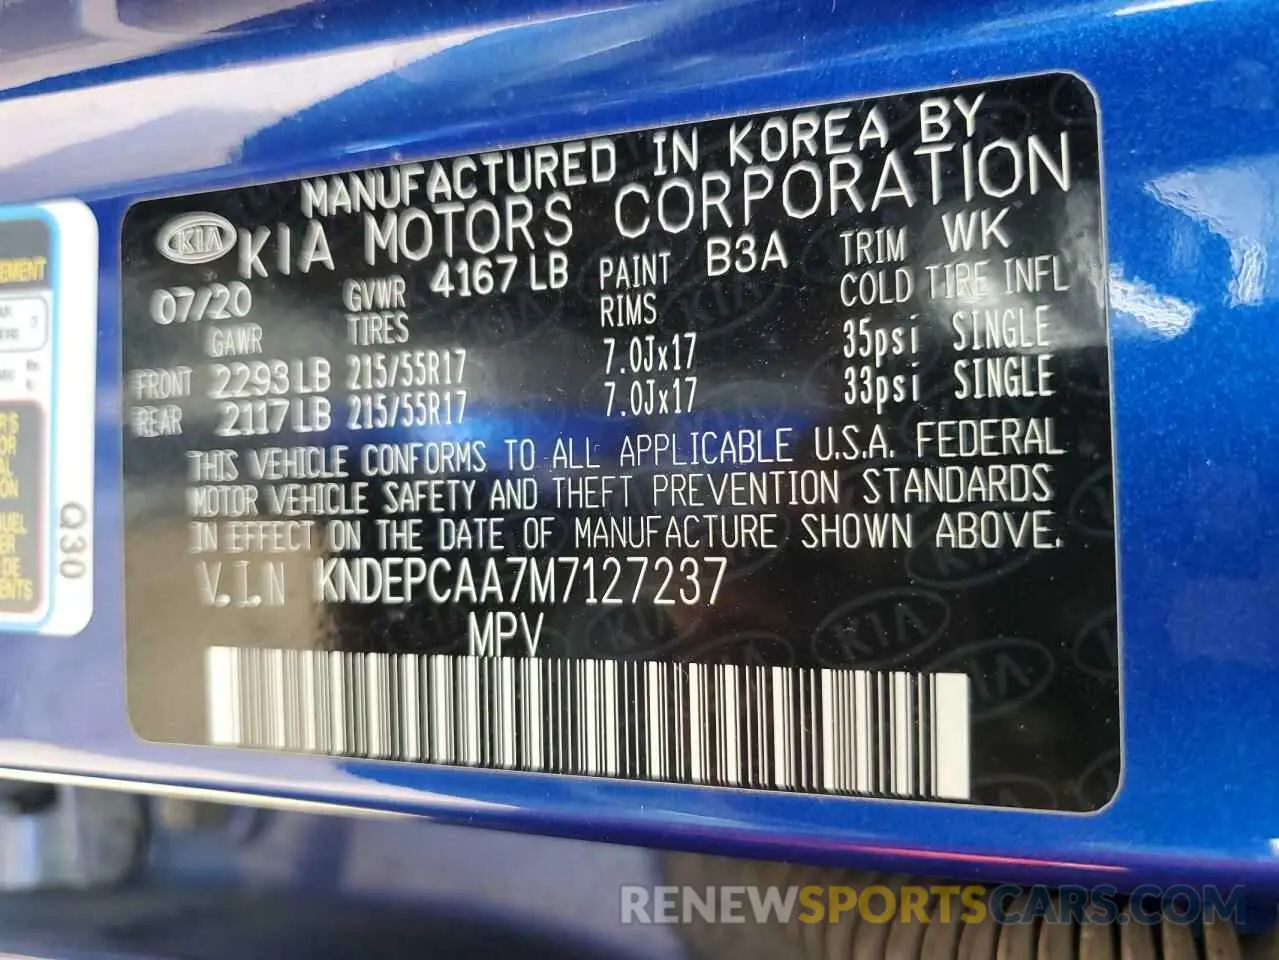 MANUFACTURED IN KOREA BY
KIA KIA MOTORS CORPORATION
07/20 GVWR 4167 LB PAINT B3A TRIM WK
GAWR TIRES RIMS COLD TIRE INFL
FRONT 2293 LB 215/55R17 7.0Jx17 35psi SINGLE
REAR 2117 LB 215/55R17 7.0Jx17 33psi SINGLE
THIS VEHICLE CONFORMS TO ALL APPLICABLE U.S.A. FEDERAL
MOTOR VEHICLE SAFETY AND THEFT PREVENTION STANDARDS
IN EFFECT ON THE DATE OF MANUFACTURE SHOWN ABOVE.
V.I.N KNDEPCAA7M7127237
MPV
Q30
RENEWSPORTSCARS.COM